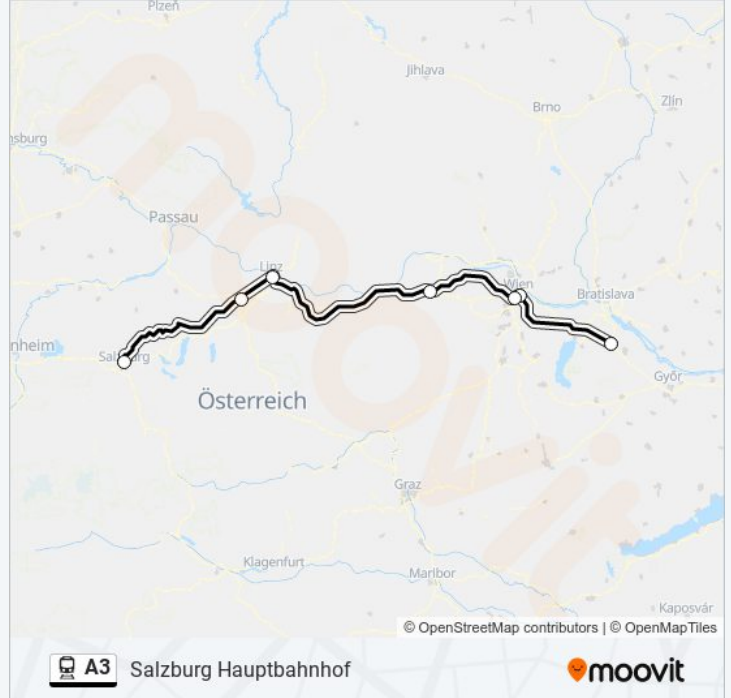 Plzeň
Jihlava
Zlín
Brno
nsburg
Passau
Linz
Wien
Bratislava
nheim
Salzburg
Győr
Österreich
Graz
Klagenfurt
Maribor
Kaposvár
moovit
© OpenStreetMap contributors | © OpenMapTiles
A3 Salzburg Hauptbahnhof
moovit